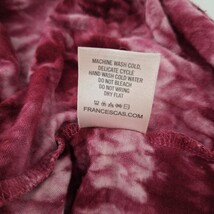 MACHINE WASH COLD,
DELICATE CYCLE
HAND WASH COLD WATER
DO NOT BLEACH
DO NOT WRING
DRY FLAT
FRANCESCAS.COM